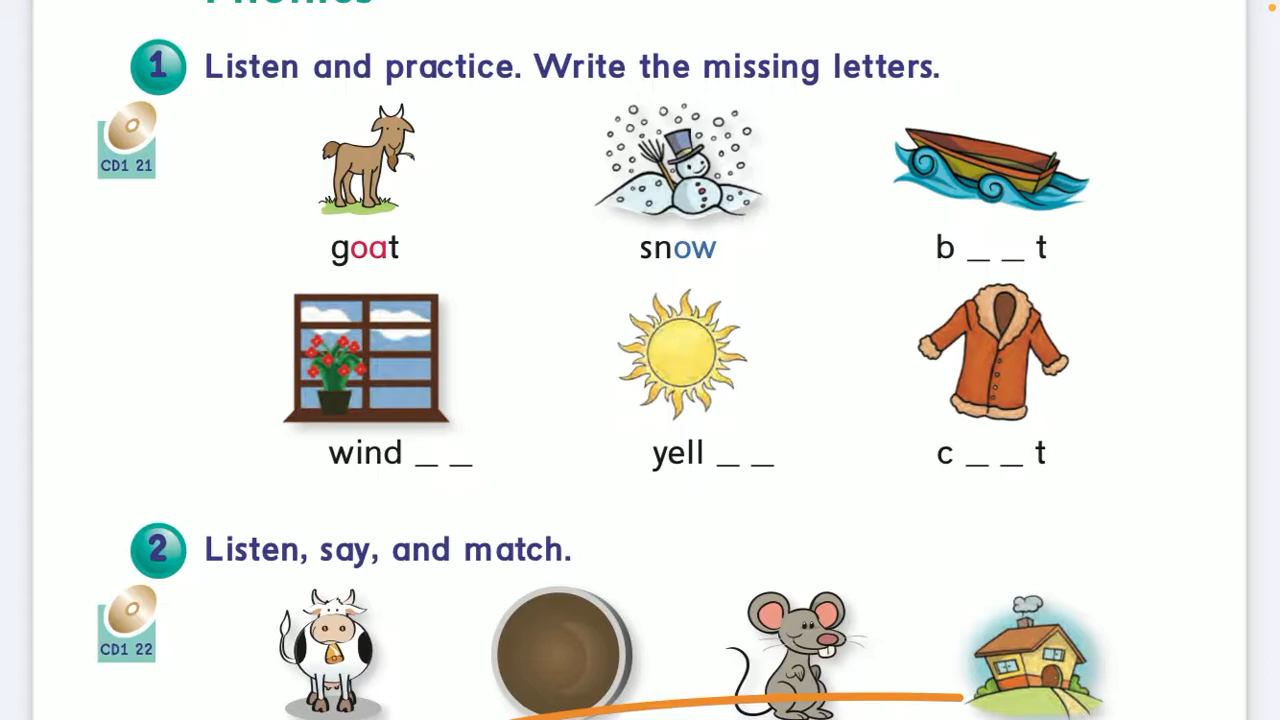 Phonics
1 Listen and practice. Write the missing letters.
CD1 21
goat snow b _ _ t
wind _ _ yell _ _ c _ _ t
2 Listen, say, and match.
CD1 22